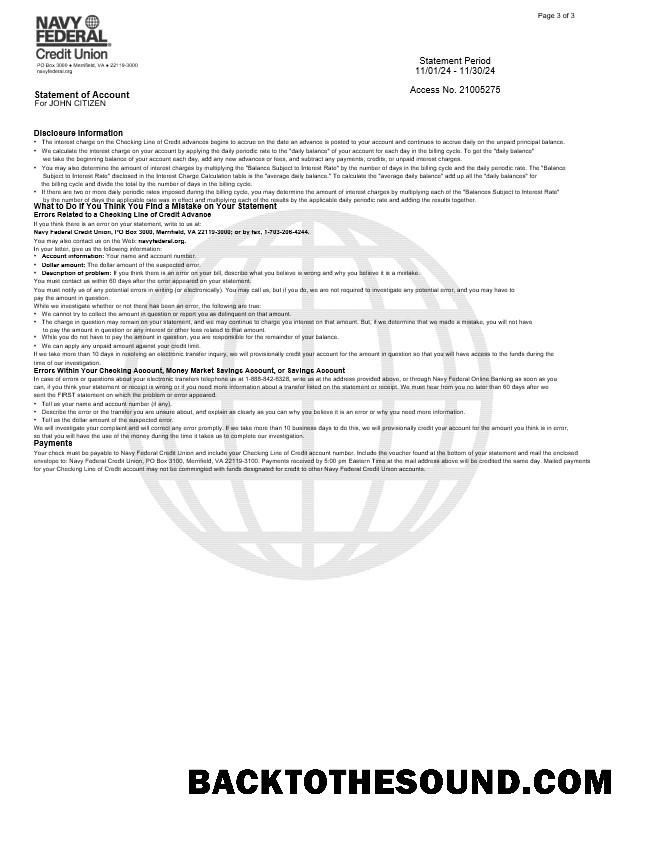 Page 3 of 3
NAVY
FEDERAL
Credit Union
PO Box 3000 • Merrifield, VA • 22119-3000
navyfederal.org
Statement Period
11/01/24 - 11/30/24
Access No. 21005275
Statement of Account
For JOHN CITIZEN
Disclosure Information
• The interest charge on the Checking Line of Credit advances begins to accrue on the date an advance is posted to your account and continues to accrue daily on the unpaid principal balance.
• We calculate the interest charge on your account by applying the daily periodic rate to the "daily balance" of your account for each day in the billing cycle. To get the "daily balance"
we take the beginning balance of your account each day, add any new advances or fees, and subtract any payments, credits, or unpaid interest charges.
• You may also determine the amount of interest charges by multiplying the "Balance Subject to Interest Rate" by the number of days in the billing cycle and the daily periodic rate. The "Balance
Subject to Interest Rate" disclosed in the Interest Charge Calculation table is the "average daily balance." To calculate the "average daily balance" add up all the "daily balances" for
the billing cycle and divide the total by the number of days in the billing cycle.
• If there are two or more daily periodic rates imposed during the billing cycle, you may determine the amount of interest charges by multiplying each of the "Balances Subject to Interest Rate"
by the number of days the applicable rate was in effect and multiplying each of the results by the applicable daily periodic rate and adding the results together.
What to Do If You Think You Find a Mistake on Your Statement
Errors Related to a Checking Line of Credit Advance
If you think there is an error on your statement, write to us at:
Navy Federal Credit Union, PO Box 3000, Merrifield, VA 22119-3000; or by fax, 1-703-206-4244.
You may also contact us on the Web: navyfederal.org.
In your letter, give us the following information:
• Account information: Your name and account number.
• Dollar amount: The dollar amount of the suspected error.
• Description of problem: If you think there is an error on your bill, describe what you believe is wrong and why you believe it is a mistake.
You must contact us within 60 days after the error appeared on your statement.
You must notify us of any potential errors in writing (or electronically). You may call us, but if you do, we are not required to investigate any potential error, and you may have to
pay the amount in question.
While we investigate whether or not there has been an error, the following are true:
• We cannot try to collect the amount in question or report you as delinquent on that amount.
• The charge in question may remain on your statement, and we may continue to charge you interest on that amount. But, if we determine that we made a mistake, you will not have
to pay the amount in question or any interest or other fees related to that amount.
• While you do not have to pay the amount in question, you are responsible for the remainder of your balance.
• We can apply any unpaid amount against your credit limit.
If we take more than 10 days in resolving an electronic transfer inquiry, we will provisionally credit your account for the amount in question so that you will have access to the funds during the
time of our investigation.
Errors Within Your Checking Account, Money Market Savings Account, or Savings Account
In case of errors or questions about your electronic transfers telephone us at 1-888-842-6328, write us at the address provided above, or through Navy Federal Online Banking as soon as you
can, if you think your statement or receipt is wrong or if you need more information about a transfer listed on the statement or receipt. We must hear from you no later than 60 days after we
sent the FIRST statement on which the problem or error appeared.
• Tell us your name and account number (if any).
• Describe the error or the transfer you are unsure about, and explain as clearly as you can why you believe it is an error or why you need more information.
• Tell us the dollar amount of the suspected error.
We will investigate your complaint and will correct any error promptly. If we take more than 10 business days to do this, we will provisionally credit your account for the amount you think is in error,
so that you will have the use of the money during the time it takes us to complete our investigation.
Payments
Your check must be payable to Navy Federal Credit Union and include your Checking Line of Credit account number. Include the voucher found at the bottom of your statement and mail the enclosed
envelope to: Navy Federal Credit Union, PO Box 3100, Merrifield, VA 22119-3100. Payments received by 5:00 pm Eastern Time at the mail address above will be credited the same day. Mailed payments
for your Checking Line of Credit account may not be commingled with funds designated for credit to other Navy Federal Credit Union accounts.
BACKTOTHESOUND.COM